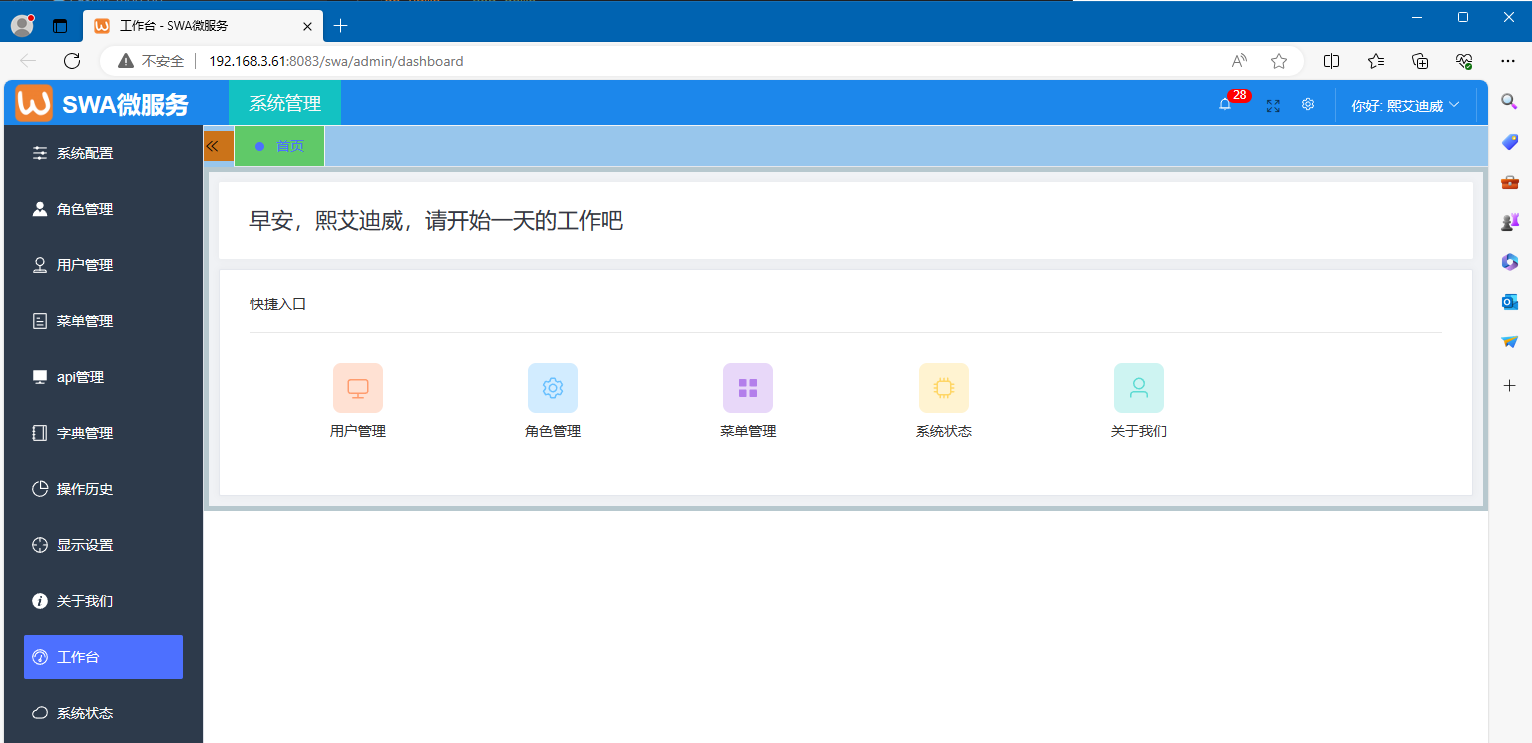 工作台 - SWA微服务
不安全 192.168.3.61:8083/swa/admin/dashboard
SWA微服务
系统管理
28
你好: 熙艾迪威
系统配置
角色管理
用户管理
菜单管理
api管理
字典管理
操作历史
显示设置
关于我们
工作台
系统状态
首页
早安，熙艾迪威，请开始一天的工作吧
快捷入口
用户管理 角色管理 菜单管理 系统状态 关于我们